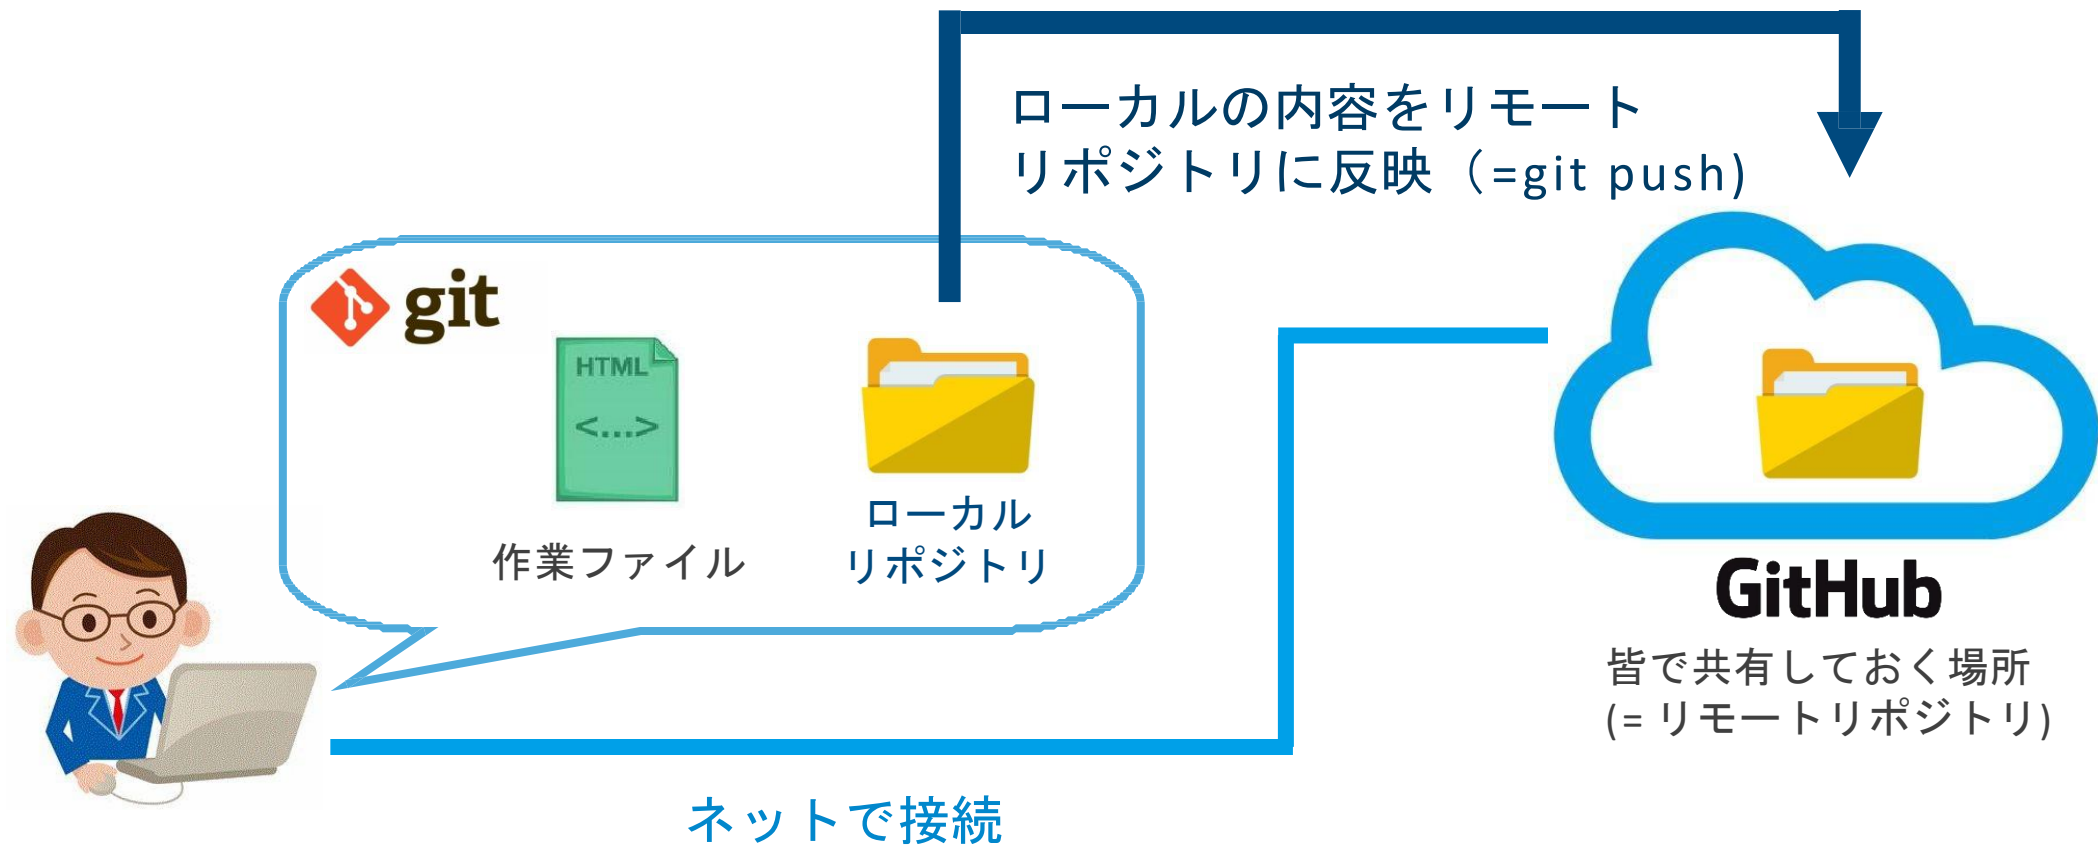 ローカルの内容をリモート
リポジトリに反映（=git push)
git
HTML
<...>
作業ファイル
ローカル
リポジトリ
GitHub
皆で共有しておく場所
(= リモートリポジトリ)
ネットで接続